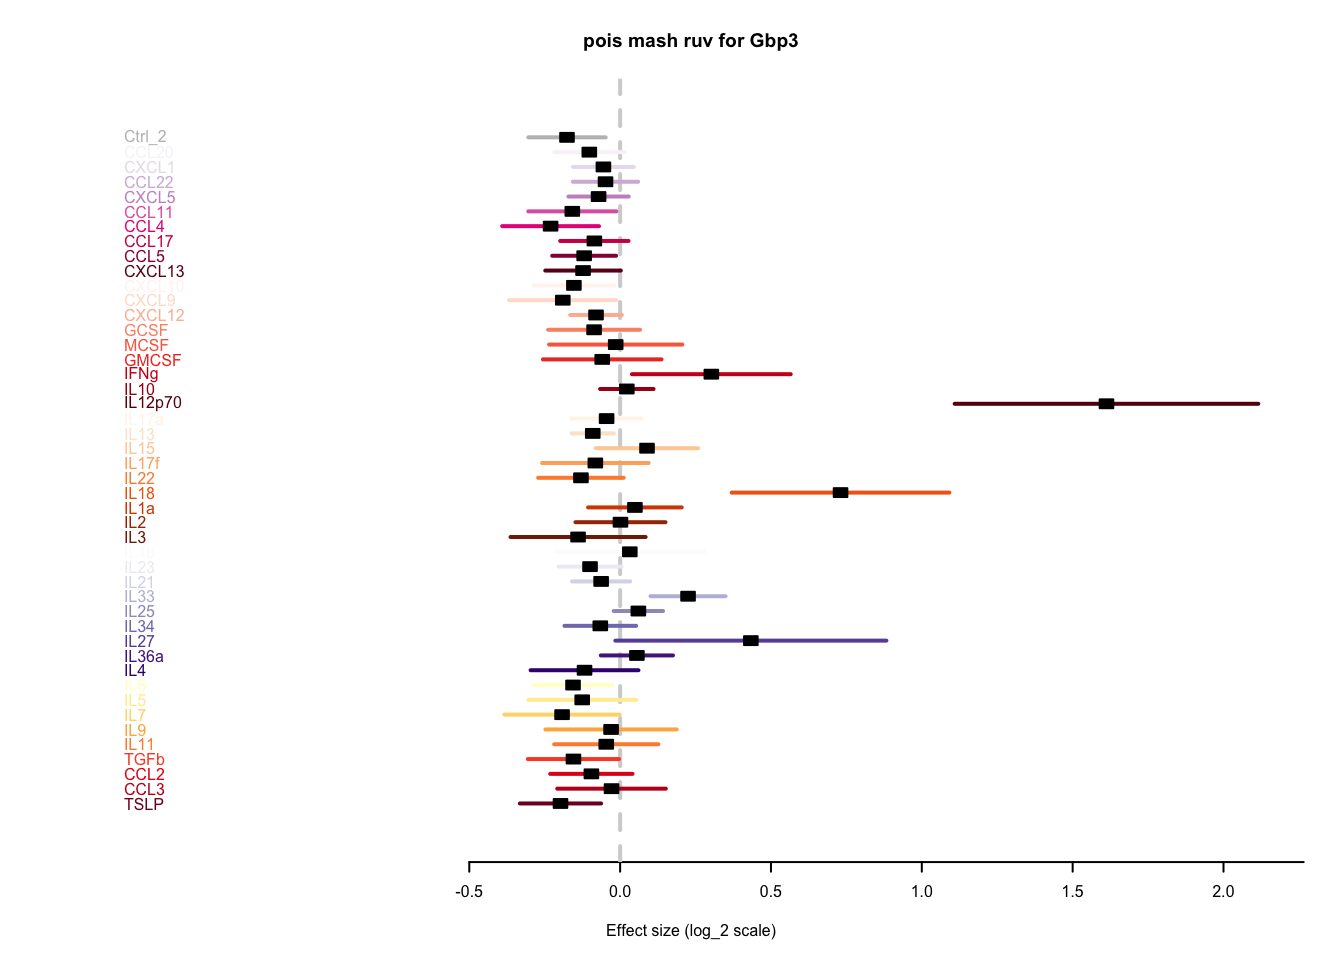 pois mash ruv for Gbp3
Ctrl_2
CCL20
CXCL1
CCL22
CXCL5
CCL11
CCL4
CCL17
CCL5
CXCL13
CXCL10
CXCL9
CXCL12
GCSF
MCSF
GMCSF
IFNg
IL10
IL12p70
IL17a
IL13
IL15
IL17f
IL22
IL18
IL1a
IL2
IL3
IL23
IL21
IL33
IL25
IL34
IL27
IL36a
IL4
IL6
IL5
IL7
IL9
IL11
TGFb
CCL2
CCL3
TSLP
-0.5 0.0 0.5 1.0 1.5 2.0
Effect size (log_2 scale)